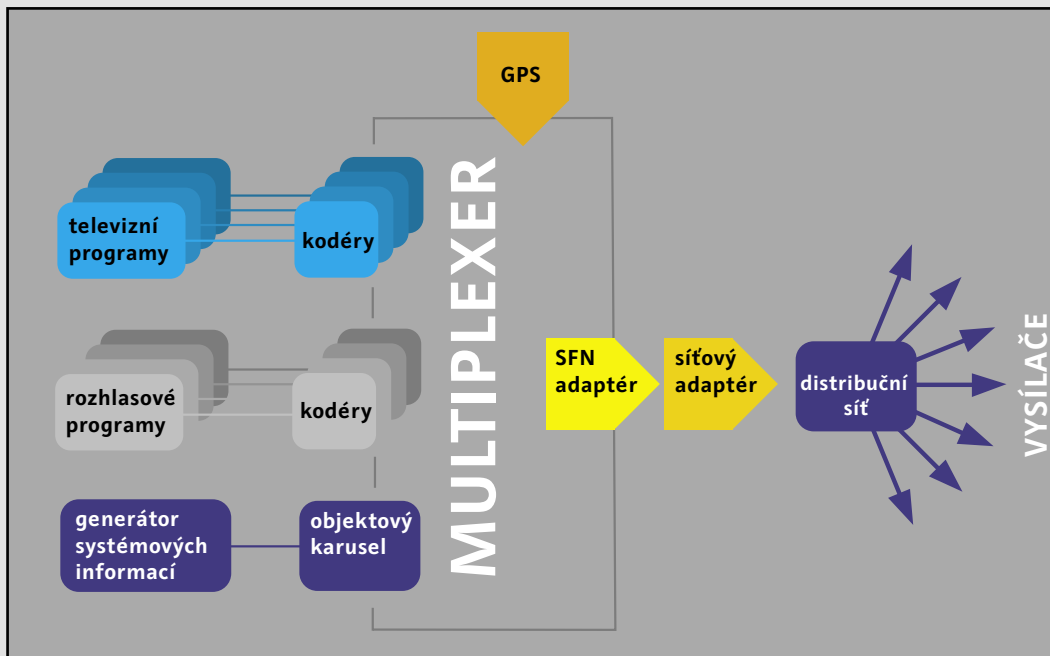 GPS
televizní
programy
kodéry
rozhlasové
programy
kodéry
generátor
systémových
informací
objektový
karusel
MULTIPLEXER
SFN
adaptér
síťový
adaptér
distribuční
síť
VYSÍLAČE